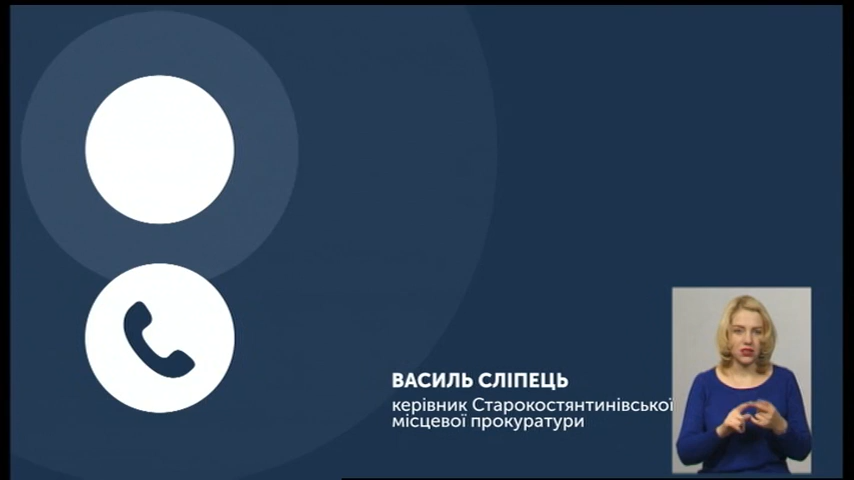 ВАСИЛЬ СЛІПЕЦЬ
керівник Старокостянтинівської
місцевої прокуратури